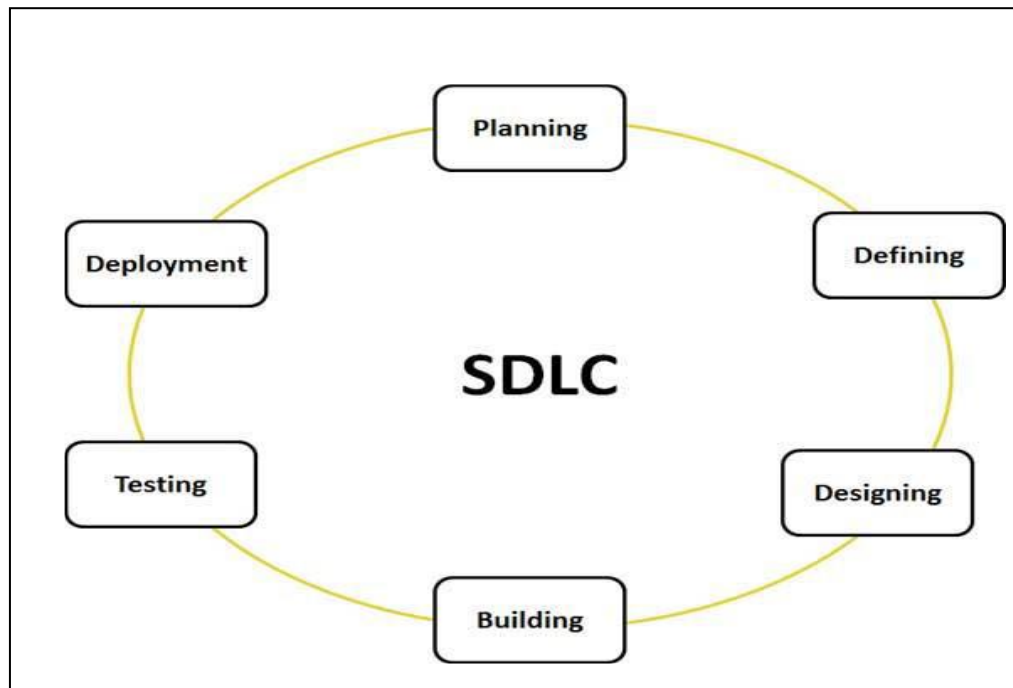 Planning
Defining
Deployment
SDLC
Testing
Designing
Building